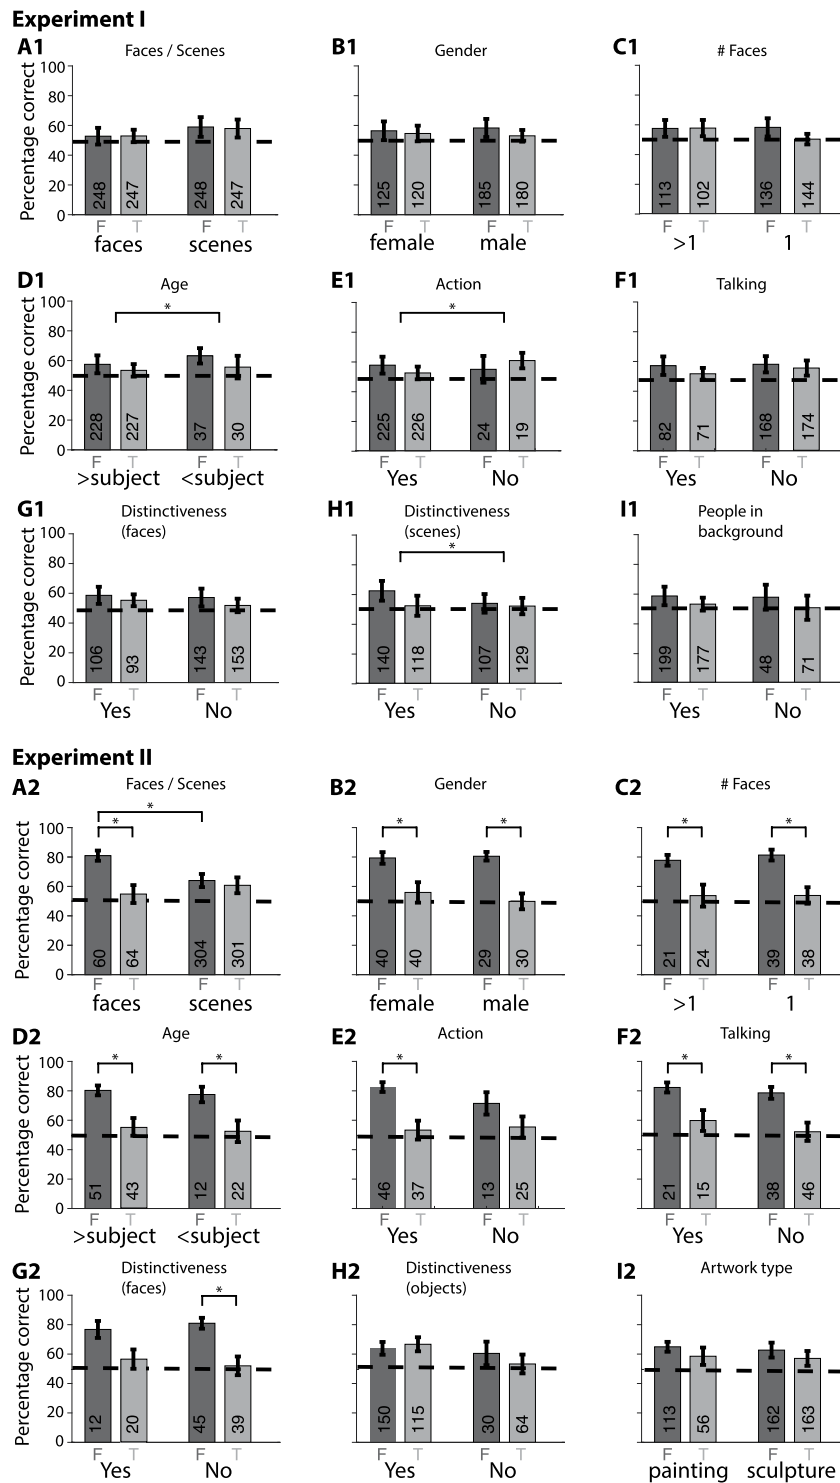 Experiment I
A1 Faces / Scenes B1 Gender C1 # Faces
Percentage correct
100
80
60
40
20
0
248 247 248 247 125 120 185 180 113 102 136 144
F T F T F T F T F T F T
faces scenes female male >1 1
D1 Age E1 Action F1 Talking
* *
Percentage correct
100
80
60
40
20
0
228 227 37 30 225 226 24 19 82 71 168 174
F T F T F T F T F T F T
>subject <subject Yes No Yes No
G1 Distinctiveness H1 Distinctiveness I1 People in
(faces) (scenes) background
*
Percentage correct
100
80
60
40
20
0
106 93 143 153 140 118 107 129 199 177 48 71
F T F T F T F T F T F T
Yes No Yes No Yes No
Experiment II
A2 Faces / Scenes B2 Gender C2 # Faces
*
* * * * *
Percentage correct
100
80
60
40
20
0
60 64 304 301 40 40 29 30 21 24 39 38
F T F T F T F T F T F T
faces scenes female male >1 1
D2 Age E2 Action F2 Talking
* * * * *
Percentage correct
100
80
60
40
20
0
51 43 12 22 46 37 13 25 21 15 38 46
F T F T F T F T F T F T
>subject <subject Yes No Yes No
G2 Distinctiveness H2 Distinctiveness I2 Artwork type
(faces) (objects)
*
Percentage correct
100
80
60
40
20
0
12 20 45 39 150 115 30 64 113 56 162 163
F T F T F T F T F T F T
Yes No Yes No painting sculpture